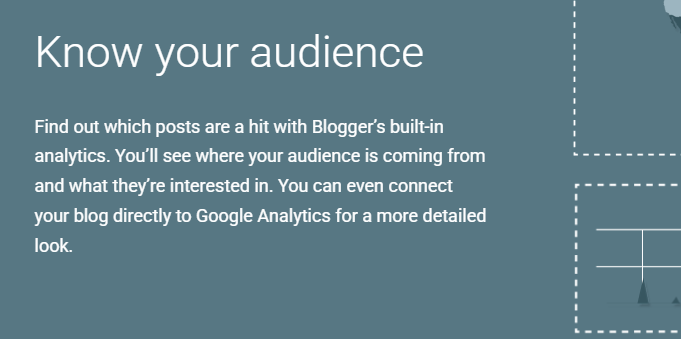 Know your audience
Find out which posts are a hit with Blogger’s built-in
analytics. You’ll see where your audience is coming from
and what they’re interested in. You can even connect
your blog directly to Google Analytics for a more detailed
look.